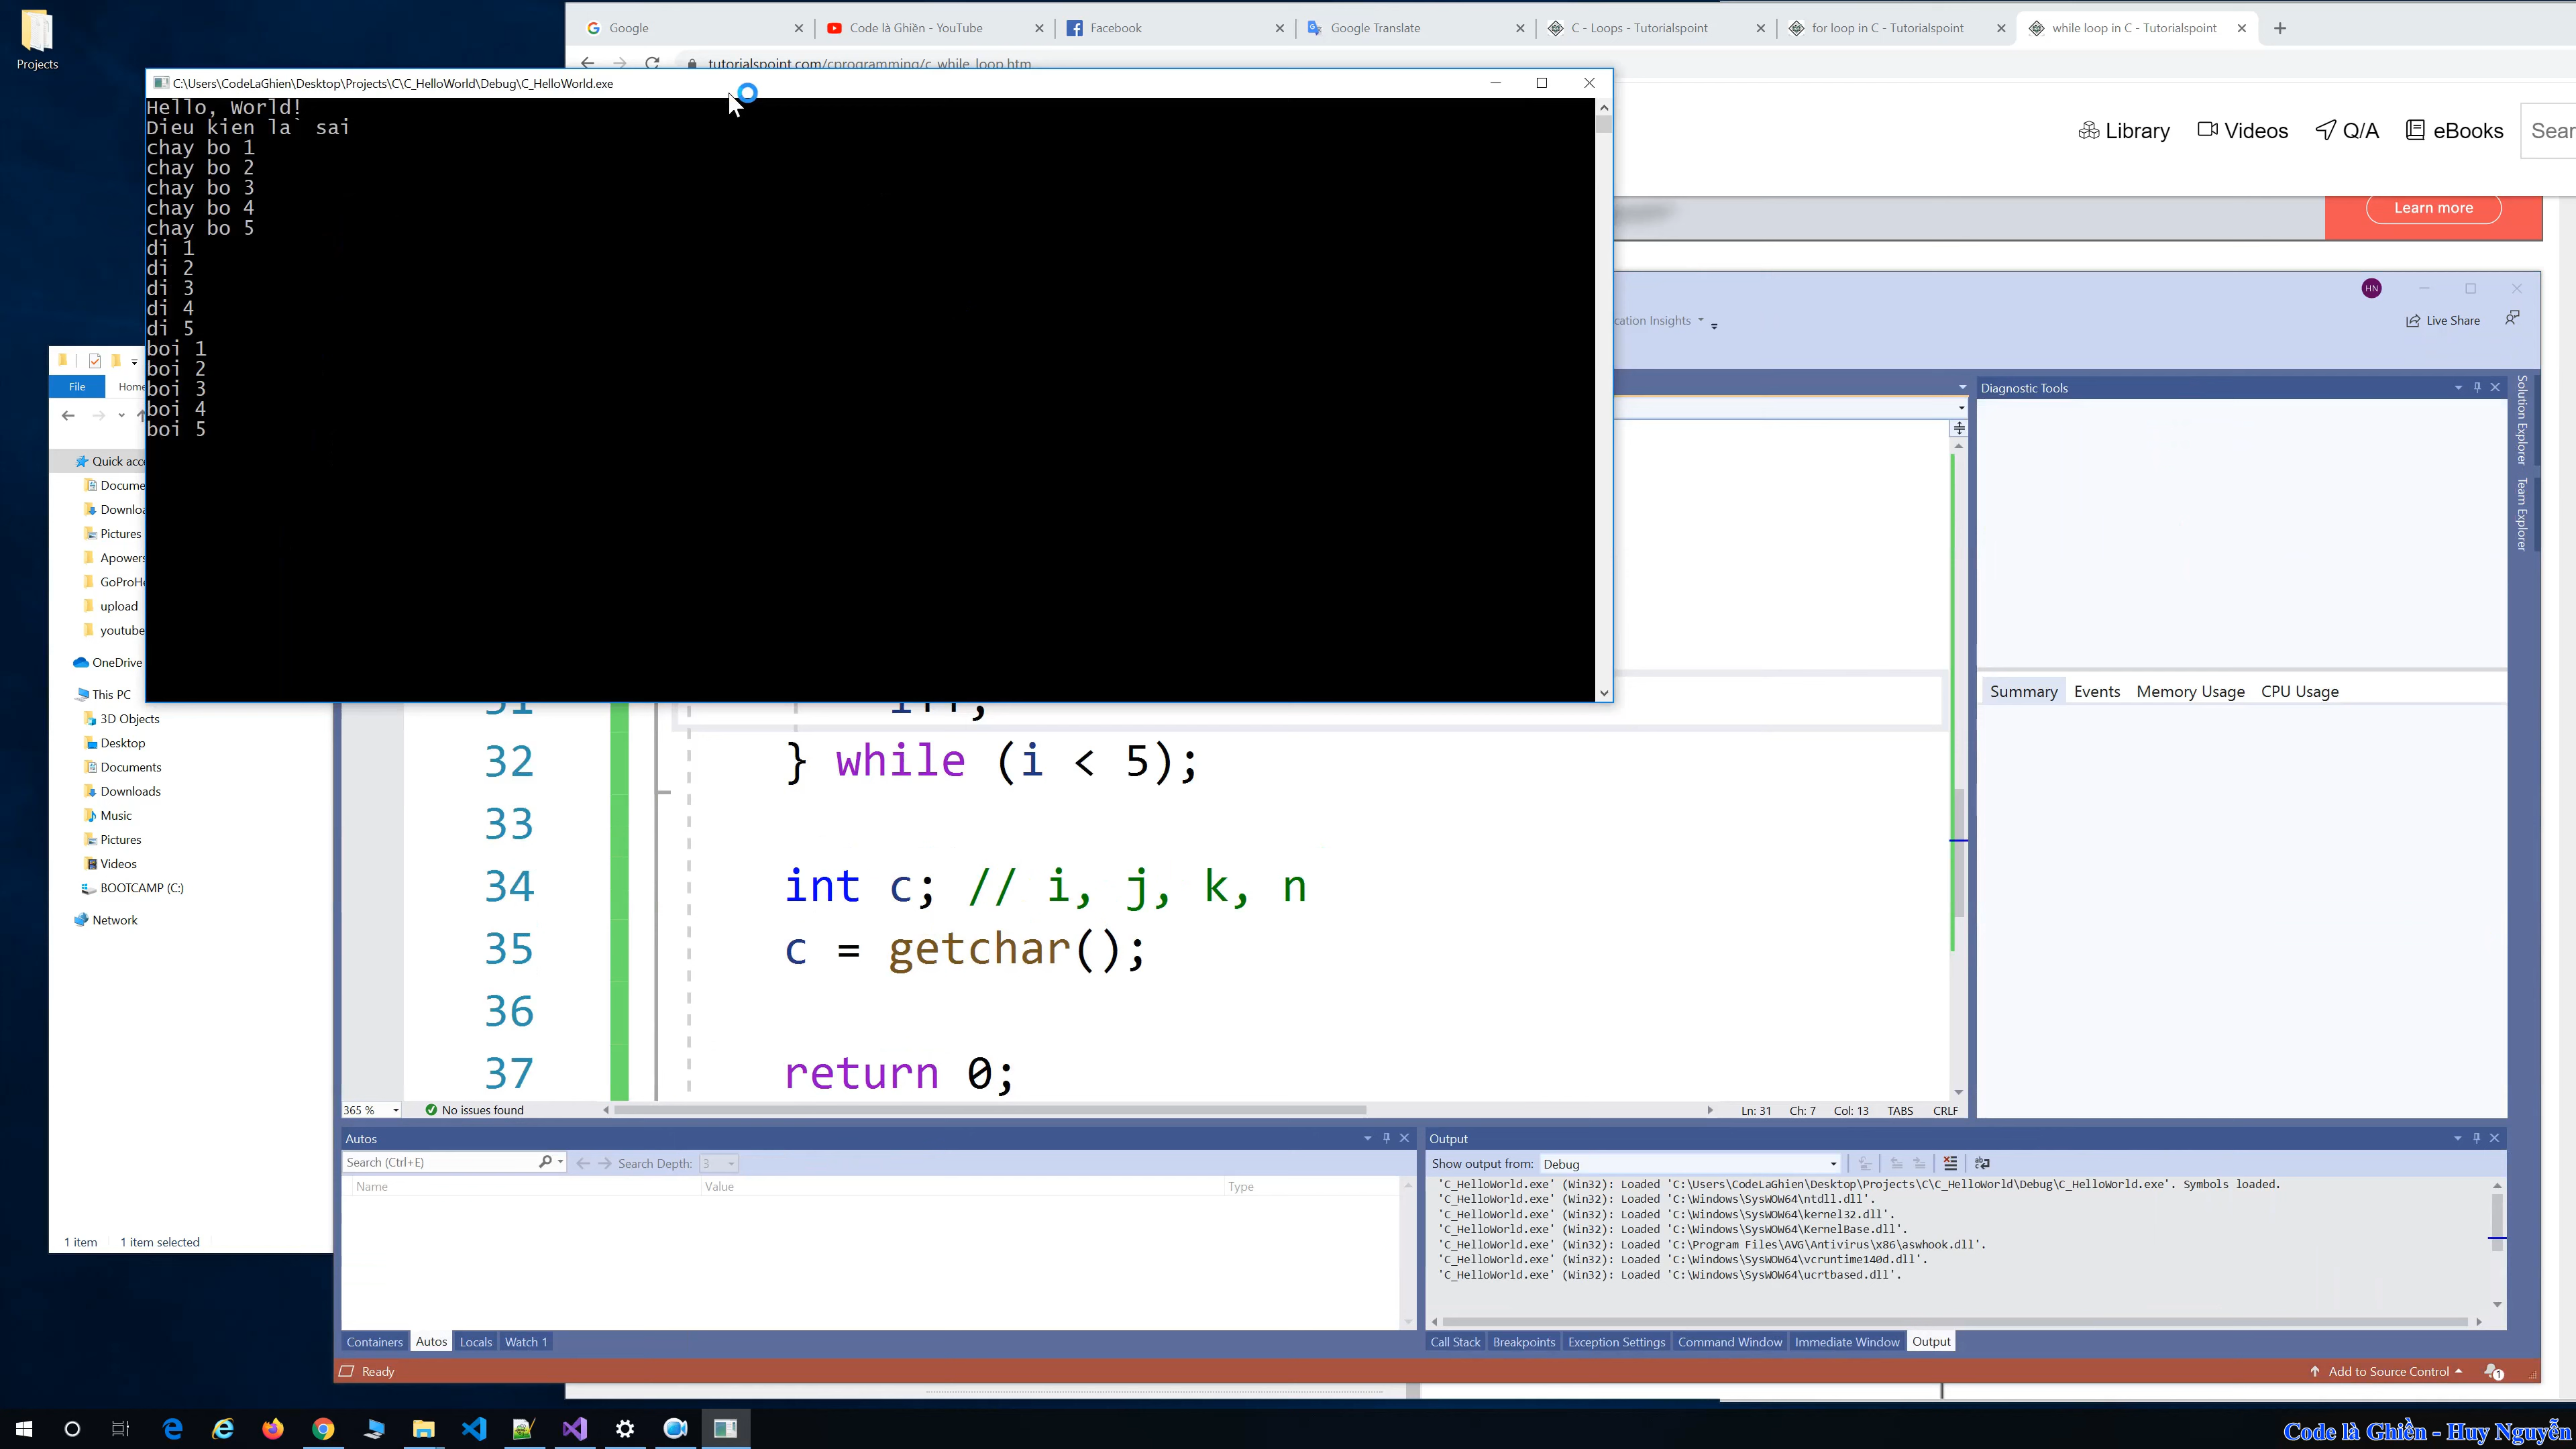 Projects
Google
Code là Ghiền - YouTube
Facebook
Google Translate
C - Loops - Tutorialspoint
for loop in C - Tutorialspoint
while loop in C - Tutorialspoint
tutorialspoint.com/cprogramming/c_while_loop.htm
C:\Users\CodeLaGhien\Desktop\Projects\C\C_HelloWorld\Debug\C_HelloWorld.exe
Hello, World!
Dieu kien la` sai
chay bo 1
chay bo 2
chay bo 3
chay bo 4
chay bo 5
di 1
di 2
di 3
di 4
di 5
boi 1
boi 2
boi 3
boi 4
boi 5
Library
Videos
Q/A
eBooks
Learn more
HN
Live Share
File
Quick
Pictures
upload
OneDrive
This PC
3D Objects
Desktop
Documents
Downloads
Music
Pictures
Videos
BOOTCAMP (C:)
Network
1 item
1 item selected
Insights
Diagnostic Tools
Solution Explorer
Team Explorer
Summary
Events
Memory Usage
CPU Usage
32 } while (i < 5);
33
34 int c; // i, j, k, n
35 c = getchar();
36
37 return 0;
365 %
No issues found
Ln: 31
Ch: 7
Col: 13
TABS
CRLF
Autos
Search (Ctrl+E)
Search Depth:
3
Name
Value
Type
Containers
Autos
Locals
Watch 1
Output
Show output from:
Debug
'C_HelloWorld.exe' (Win32): Loaded 'C:\Users\CodeLaGhien\Desktop\Projects\C\C_HelloWorld\Debug\C_HelloWorld.exe'. Symbols loaded.
'C_HelloWorld.exe' (Win32): Loaded 'C:\Windows\SysWOW64\ntdll.dll'.
'C_HelloWorld.exe' (Win32): Loaded 'C:\Windows\SysWOW64\kernel32.dll'.
'C_HelloWorld.exe' (Win32): Loaded 'C:\Windows\SysWOW64\KernelBase.dll'.
'C_HelloWorld.exe' (Win32): Loaded 'C:\Program Files\AVG\Antivirus\x86\aswhook.dll'.
'C_HelloWorld.exe' (Win32): Loaded 'C:\Windows\SysWOW64\vcruntime140d.dll'.
'C_HelloWorld.exe' (Win32): Loaded 'C:\Windows\SysWOW64\ucrtbased.dll'.
Call Stack
Breakpoints
Exception Settings
Command Window
Immediate Window
Output
Ready
Add to Source Control
1
Code là Ghiền - Huy Nguyễn